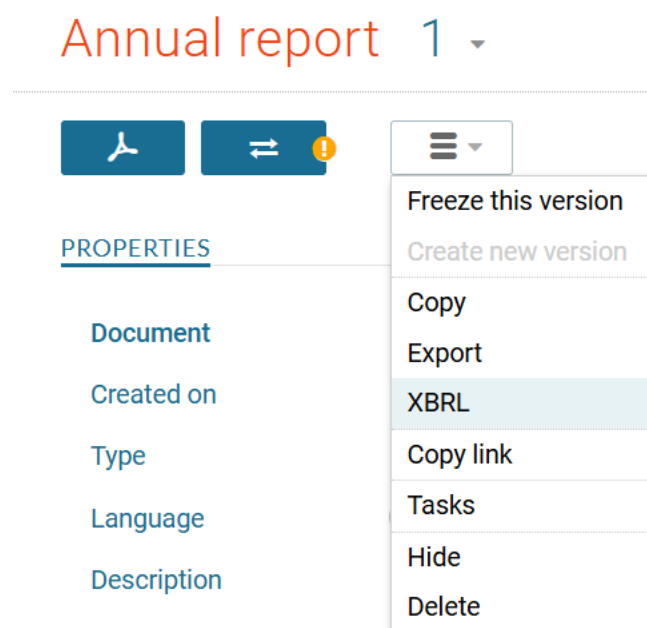 Annual report 1
Freeze this version
PROPERTIES
Create new version
Copy
Document
Export
Created on
XBRL
Type
Copy link
Language
Tasks
Hide
Description
Delete